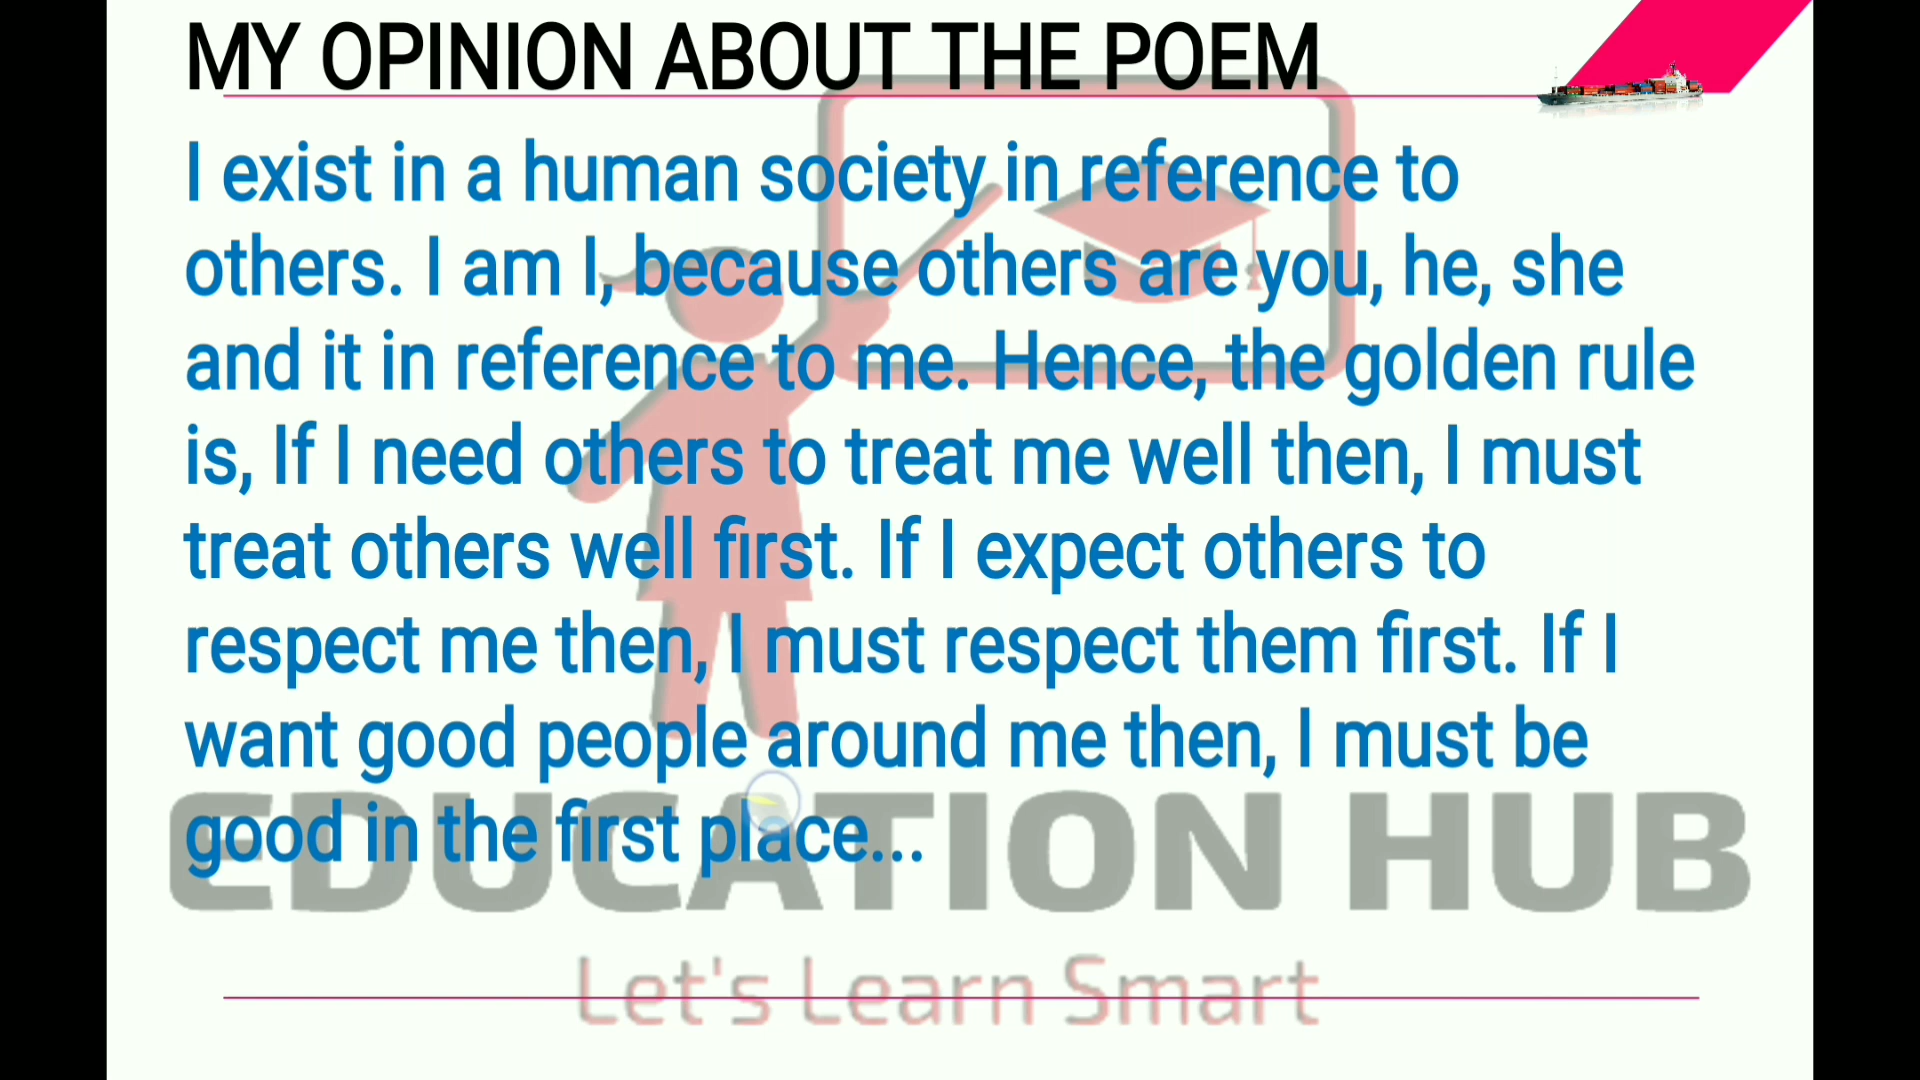 MY OPINION ABOUT THE POEM
I exist in a human society in reference to
others. I am I, because others are you, he, she
and it in reference to me. Hence, the golden rule
is, If I need others to treat me well then, I must
treat others well first. If I expect others to
respect me then, I must respect them first. If I
want good people around me then, I must be
good in the first place...
EDUCATION HUB
Let's Learn Smart